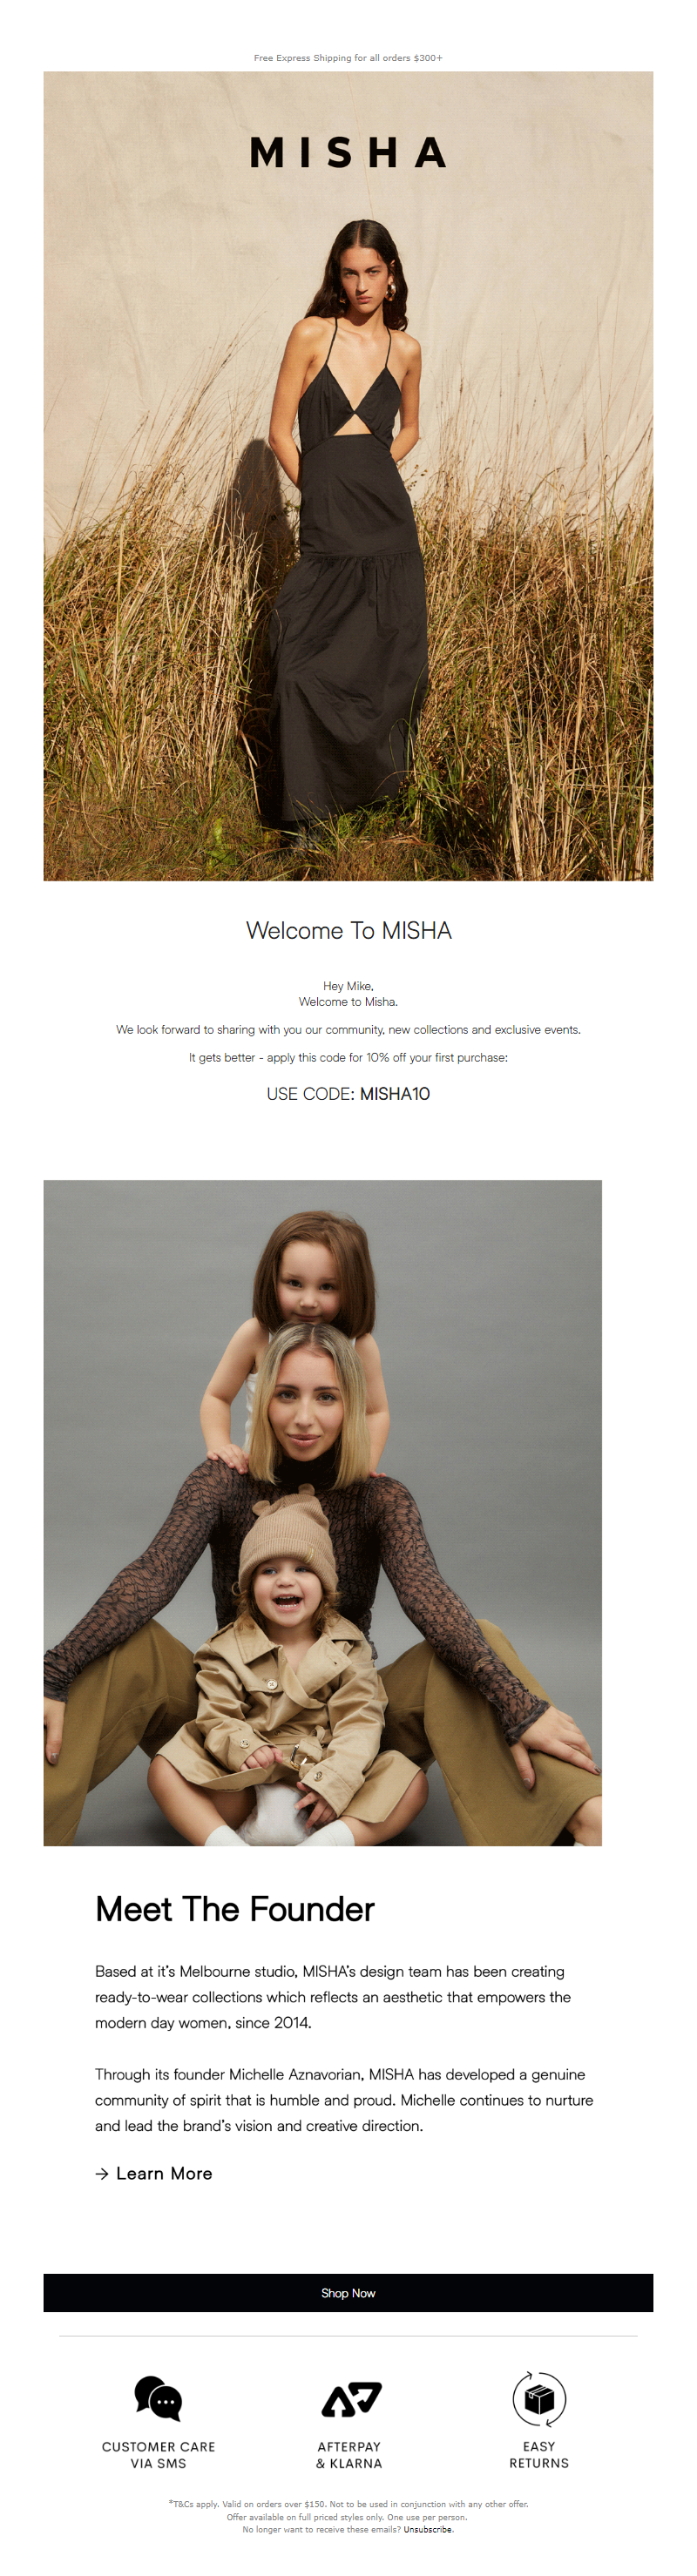 Free Express Shipping for all orders $300+
MISHA
Welcome To MISHA
Hey Mike,
Welcome to Misha.
We look forward to sharing with you our community, new collections and exclusive events.
It gets better - apply this code for 10% off your first purchase:
USE CODE: MISHA10
Meet The Founder
Based at it's Melbourne studio, MISHA's design team has been creating
ready-to-wear collections which reflects an aesthetic that empowers the
modern day women, since 2014.
Through its founder Michelle Aznavorian, MISHA has developed a genuine
community of spirit that is humble and proud. Michelle continues to nurture
and lead the brand's vision and creative direction.
→ Learn More
Shop Now
CUSTOMER CARE
VIA SMS
AFTERPAY
& KLARNA
EASY
RETURNS
*T&Cs apply. Valid on orders over $150. Not to be used in conjunction with any other offer.
Offer available on full priced styles only. One use per person.
No longer want to receive these emails? Unsubscribe.